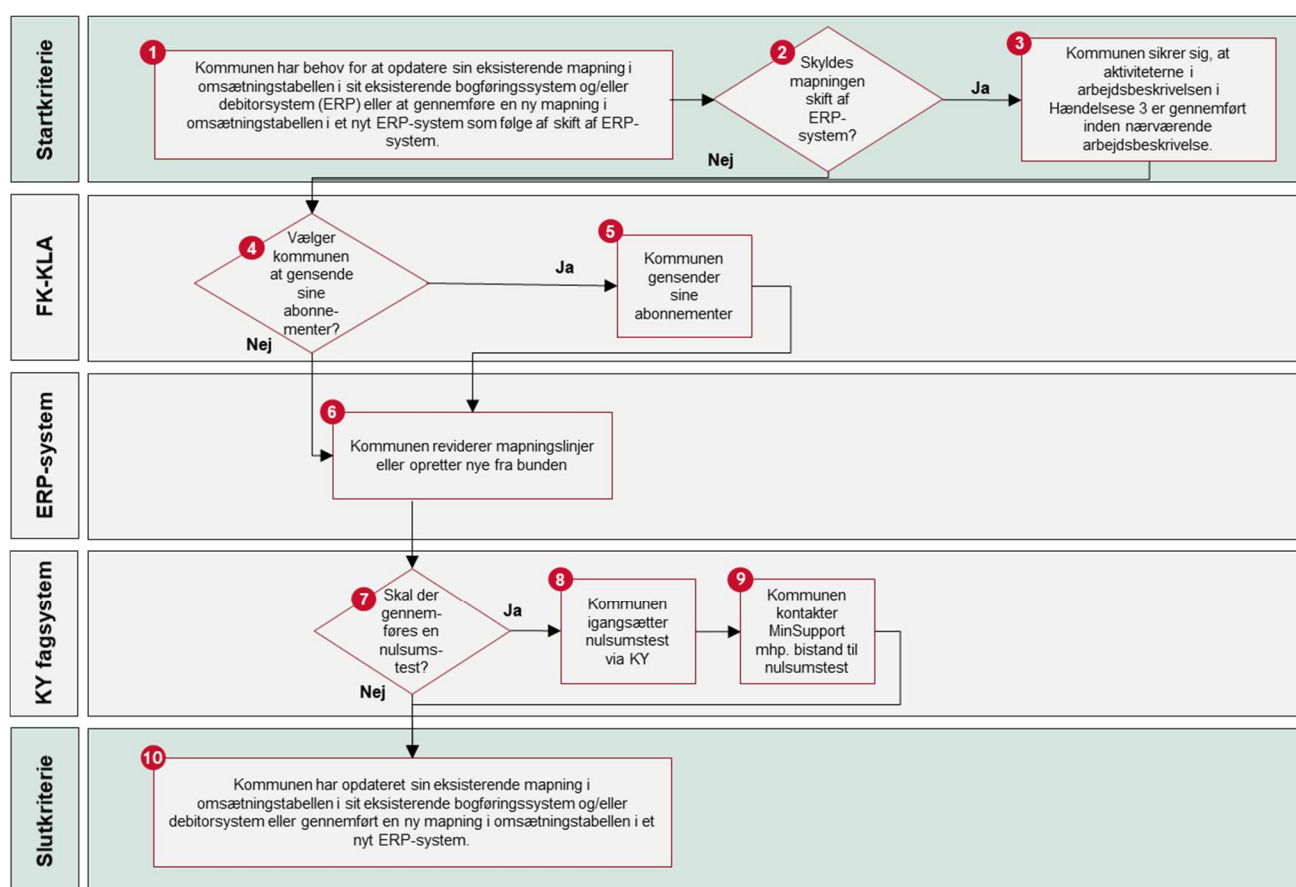 Startkriterie
1
Kommunen har behov for at opdatere sin eksisterende mapning i
omsætningstabellen i sit eksisterende bogføringssystem og/eller
debitorsystem (ERP) eller at gennemføre en ny mapning i
omsætningstabellen i et nyt ERP-system som følge af skift af ERP-
system.
2
Skyldes
mapningen
skift af
ERP-
system?
Ja
Nej
3
Kommunen sikrer sig, at
aktiviteterne i
arbejdsbeskrivelsen i
Hændelsese 3 er gennemført
inden nærværende
arbejdsbeskrivelse.
FK-KLA
4
Vælger
kommunen
at gensende
sine
abonne-
menter?
Ja
Nej
5
Kommunen
gensender
sine
abonnementer
ERP-system
6
Kommunen reviderer mapningslinjer
eller opretter nye fra bunden
KY fagsystem
7
Skal der
gennem-
føres en
nulsums-
test?
Ja
Nej
8
Kommunen
igangsætter
nulsumstest
via KY
9
Kommunen
kontakter
MinSupport
mhp. bistand til
nulsumstest
Slutkriterie
10
Kommunen har opdateret sin eksisterende mapning i
omsætningstabellen i sit eksisterende bogføringssystem og/eller
debitorsystem eller gennemført en ny mapning i omsætningstabellen i et
nyt ERP-system.